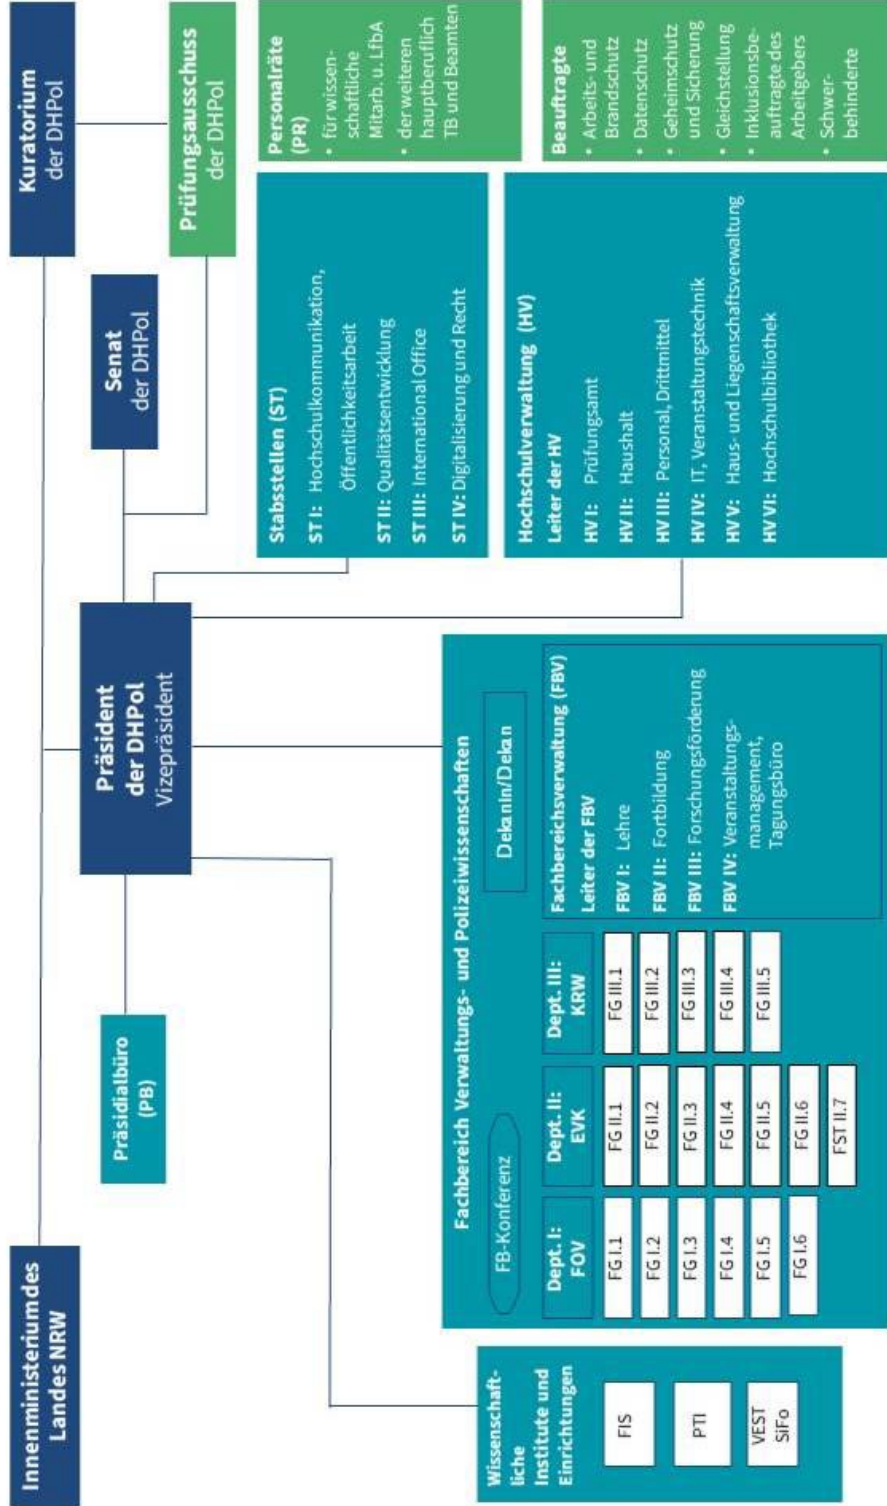 Innenministerium des
Landes NRW
Kuratorium
der DHPol
Senat
der DHPol
Prüfungsausschuss
der DHPol
Präsident
der DHPol
Vizepräsident
Präsidialbüro
(PB)
Stabsstellen (ST)
ST I: Hochschulkommunikation,
Öffentlichkeitsarbeit
ST II: Qualitätsentwicklung
ST III: International Office
ST IV: Digitalisierung und Recht
Personalräte
(PR)
• für wissen-
schaftliche
Mitarb. u. LfbA
• der weiteren
hauptberuflich
TB und Beamten
Wissenschaft-
liche
Institute und
Einrichtungen
FIS
PTI
VEST
SiFo
Fachbereich Verwaltungs- und Polizeiwissenschaften
FB-Konferenz
Dekanin/Dekan
Dept. I:
FOV
FG I.1
FG I.2
FG I.3
FG I.4
FG I.5
FG I.6
Dept. II:
EVK
FG II.1
FG II.2
FG II.3
FG II.4
FG II.5
FG II.6
FST II.7
Dept. III:
KRW
FG III.1
FG III.2
FG III.3
FG III.4
FG III.5
Fachbereichsverwaltung (FBV)
Leiter der FBV
FBV I: Lehre
FBV II: Fortbildung
FBV III: Forschungsförderung
FBV IV: Veranstaltungs-
management,
Tagungsbüro
Hochschulverwaltung (HV)
Leiter der HV
HV I: Prüfungsamt
HV II: Haushalt
HV III: Personal, Drittmittel
HV IV: IT, Veranstaltungstechnik
HV V: Haus- und Liegenschaftsverwaltung
HV VI: Hochschulbibliothek
Beauftragte
• Arbeits- und
Brandschutz
• Datenschutz
• Geheimschutz
und Sicherung
• Gleichstellung
• Inklusionsbe-
auftragte des
Arbeitgebers
• Schwer-
behinderte